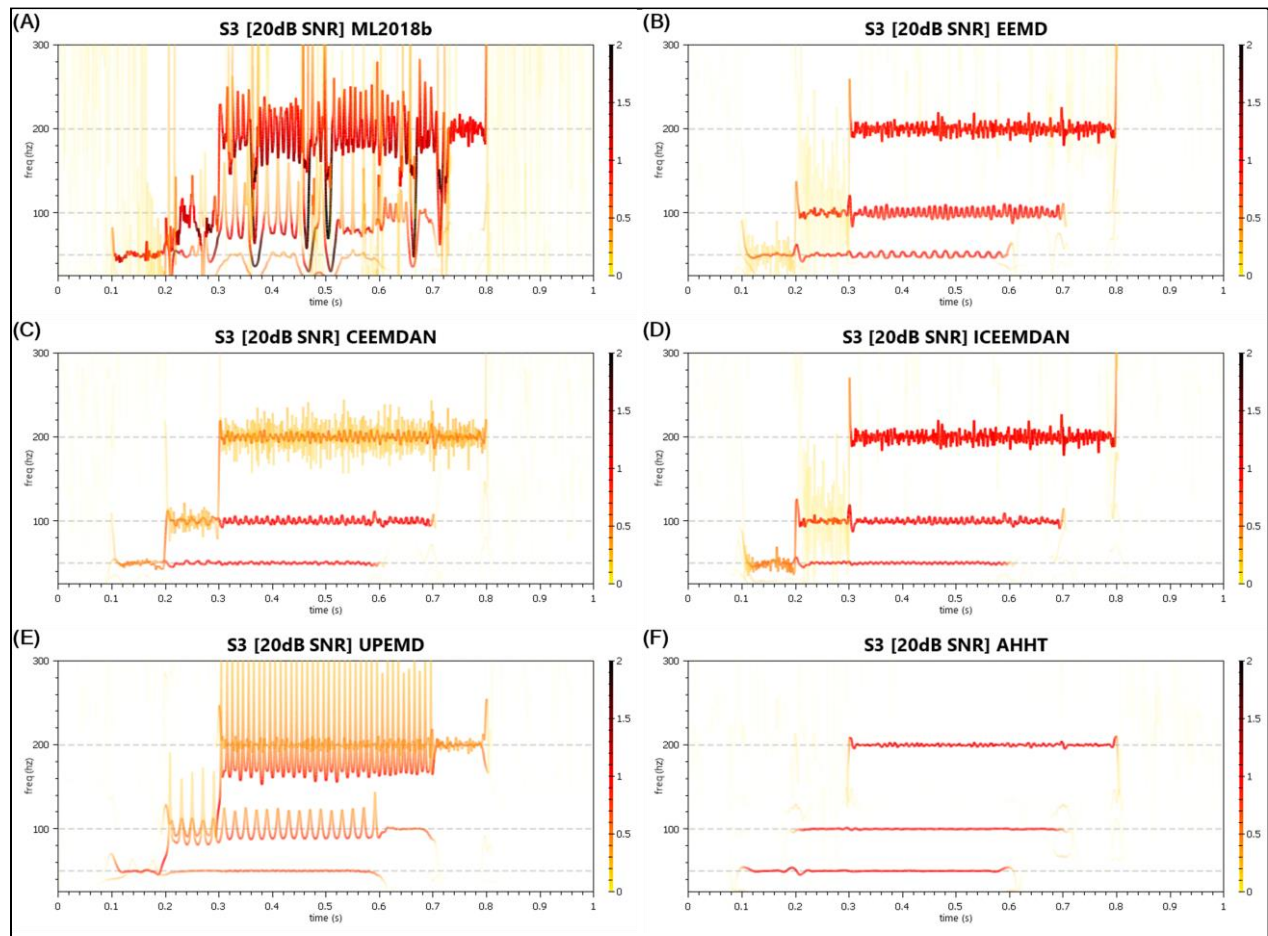 (A)
S3 [20dB SNR] ML2018b
freq (hz)
300
200
100
0 0.1 0.2 0.3 0.4 0.5 0.6 0.7 0.8 0.9 1
time (s)
2
1.5
1
0.5
0
(B)
S3 [20dB SNR] EEMD
freq (hz)
300
200
100
0 0.1 0.2 0.3 0.4 0.5 0.6 0.7 0.8 0.9 1
time (s)
2
1.5
1
0.5
0
(C)
S3 [20dB SNR] CEEMDAN
freq (hz)
300
200
100
0 0.1 0.2 0.3 0.4 0.5 0.6 0.7 0.8 0.9 1
time (s)
2
1.5
1
0.5
0
(D)
S3 [20dB SNR] ICEEMDAN
freq (hz)
300
200
100
0 0.1 0.2 0.3 0.4 0.5 0.6 0.7 0.8 0.9 1
time (s)
2
1.5
1
0.5
0
(E)
S3 [20dB SNR] UPEMD
freq (hz)
300
200
100
0 0.1 0.2 0.3 0.4 0.5 0.6 0.7 0.8 0.9 1
time (s)
2
1.5
1
0.5
0
(F)
S3 [20dB SNR] AHHT
freq (hz)
300
200
100
0 0.1 0.2 0.3 0.4 0.5 0.6 0.7 0.8 0.9 1
time (s)
2
1.5
1
0.5
0